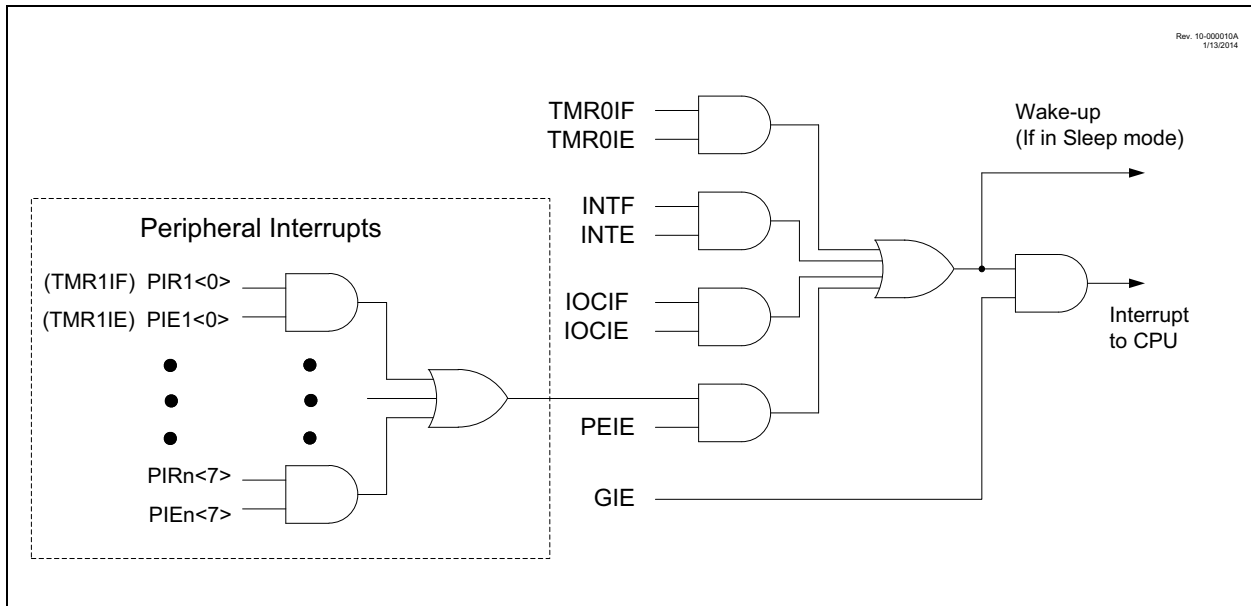 Rev. 10-000010A
1/13/2014
TMR0IF
TMR0IE
Wake-up
(If in Sleep mode)
INTF
INTE
Peripheral Interrupts
(TMR1IF) PIR1<0>
(TMR1IE) PIE1<0>
IOCIF
IOCIE
Interrupt
to CPU
PEIE
PIRn<7>
PIEn<7>
GIE